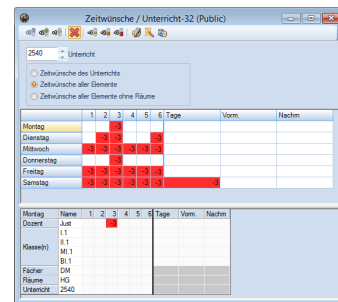 Zeitwünsche / Unterricht-32 (Public)
2540 Unterricht
Zeitwünsche des Unterrichts
Zeitwünsche aller Elemente
Zeitwünsche aller Elemente ohne Räume
1 2 3 4 5 6 Tage Vorm. Nachm
Montag -3
Dienstag -3 -3 -3
Mittwoch -3 -3 -3 -3 -3 -3
Donnerstag -3
Freitag -3 -3 -3 -3 -3 -3
Samstag -3 -3 -3 -3 -3 -3 -3
Montag Name 1 2 3 4 5 6 Tage Vorm. Nachm
Dozent Just -3
Klasse(n) I.1
II.1
MI.1
BI.1
Fächer DM
Räume HG
Unterricht 2540